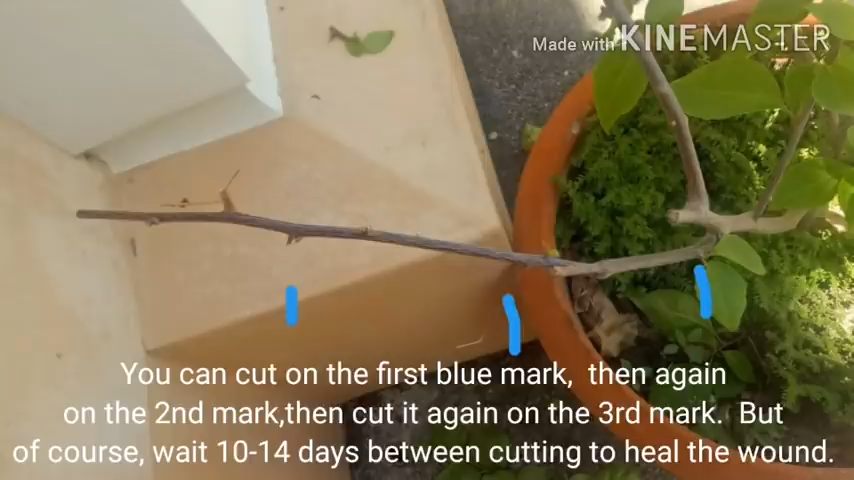 Made with KINEMASTER
You can cut on the first blue mark, then again
on the 2nd mark,then cut it again on the 3rd mark. But
of course, wait 10-14 days between cutting to heal the wound.